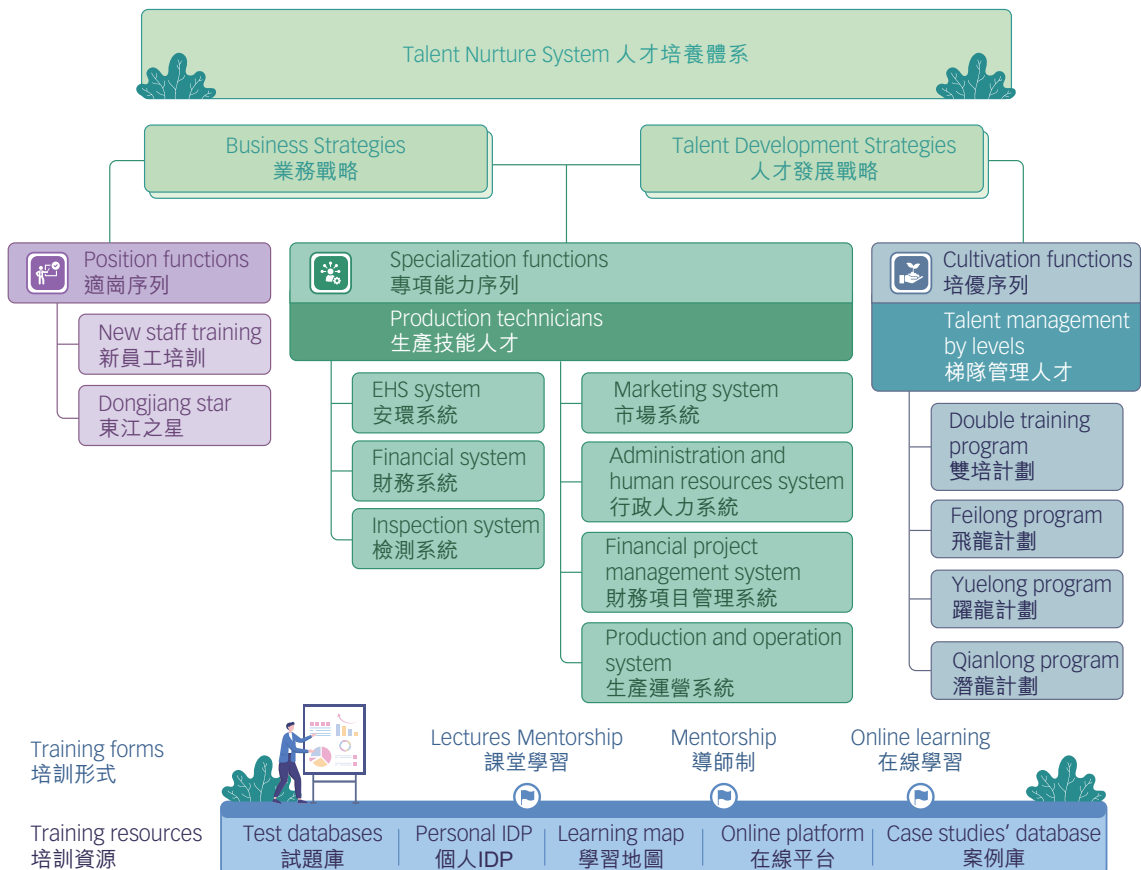 Talent Nurture System 人才培養體系
Business Strategies
業務戰略
Talent Development Strategies
人才發展戰略
Position functions
適崗序列
New staff training
新員工培訓
Dongjiang star
東江之星
Specialization functions
專項能力序列
Production technicians
生產技能人才
EHS system
安環系統
Financial system
財務系統
Inspection system
檢測系統
Marketing system
市場系統
Administration and
human resources system
行政人力系統
Financial project
management system
財務項目管理系統
Production and operation
system
生產運營系統
Cultivation functions
培優序列
Talent management
by levels
梯隊管理人才
Double training
program
雙培計劃
Feilong program
飛龍計劃
Yuelong program
躍龍計劃
Qianlong program
潛龍計劃
Training forms
培訓形式
Lectures Mentorship
課堂學習
Mentorship
導師制
Online learning
在線學習
Training resources
培訓資源
Test databases
試題庫
Personal IDP
個人IDP
Learning map
學習地圖
Online platform
在線平台
Case studies' database
案例庫